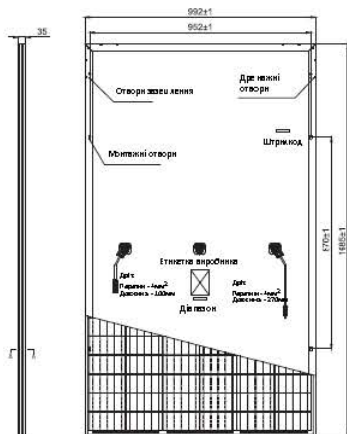 992±1
952±1
35
Отвори заземлення
Дренажні
отвори
Штрихкод
Монтажні отвори
870±1
1685±1
Етикетка виробника
Дріт:
Перетин - 4мм²
Довжина - 100мм
Дріт:
Перетин - 4мм²
Довжина - 270мм
Діапазон